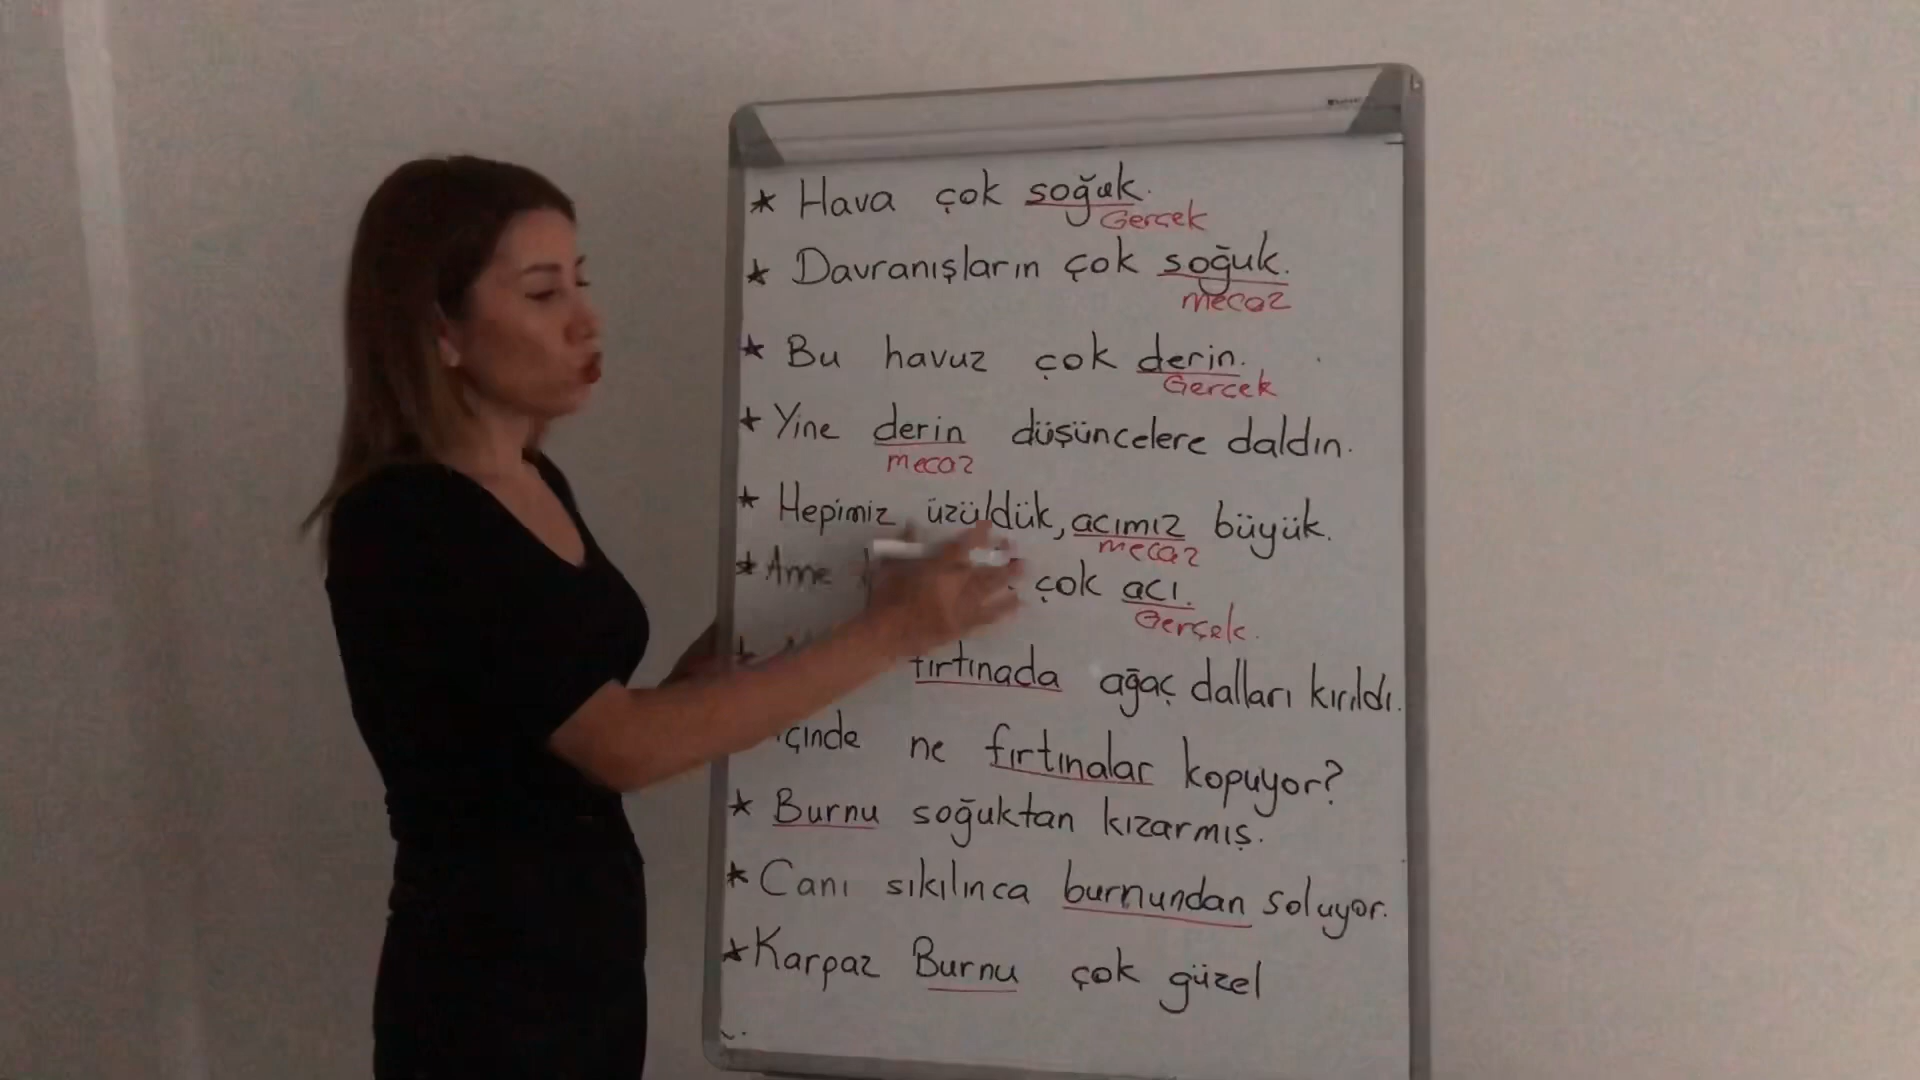 * Hava çok soğuk.
Gerçek
* Davranışların çok soğuk.
mecaz
* Bu havuz çok derin.
Gerçek
* Yine derin düşüncelere daldın.
mecaz
* Hepimiz üzüldük, acımız büyük.
mecaz
* çok acı.
Gerçek.
fırtınada ağaç dalları kırıldı.
ne fırtınalar kopuyor?
* Burnu soğuktan kızarmış.
* Canı sıkılınca burnundan soluyor.
* Karpaz Burnu çok güzel